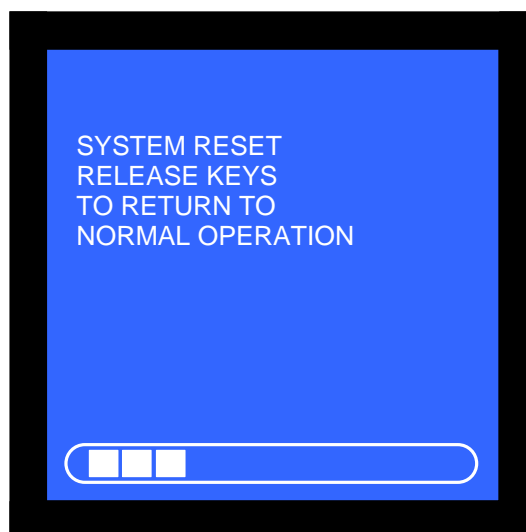 SYSTEM RESET
RELEASE KEYS
TO RETURN TO
NORMAL OPERATION